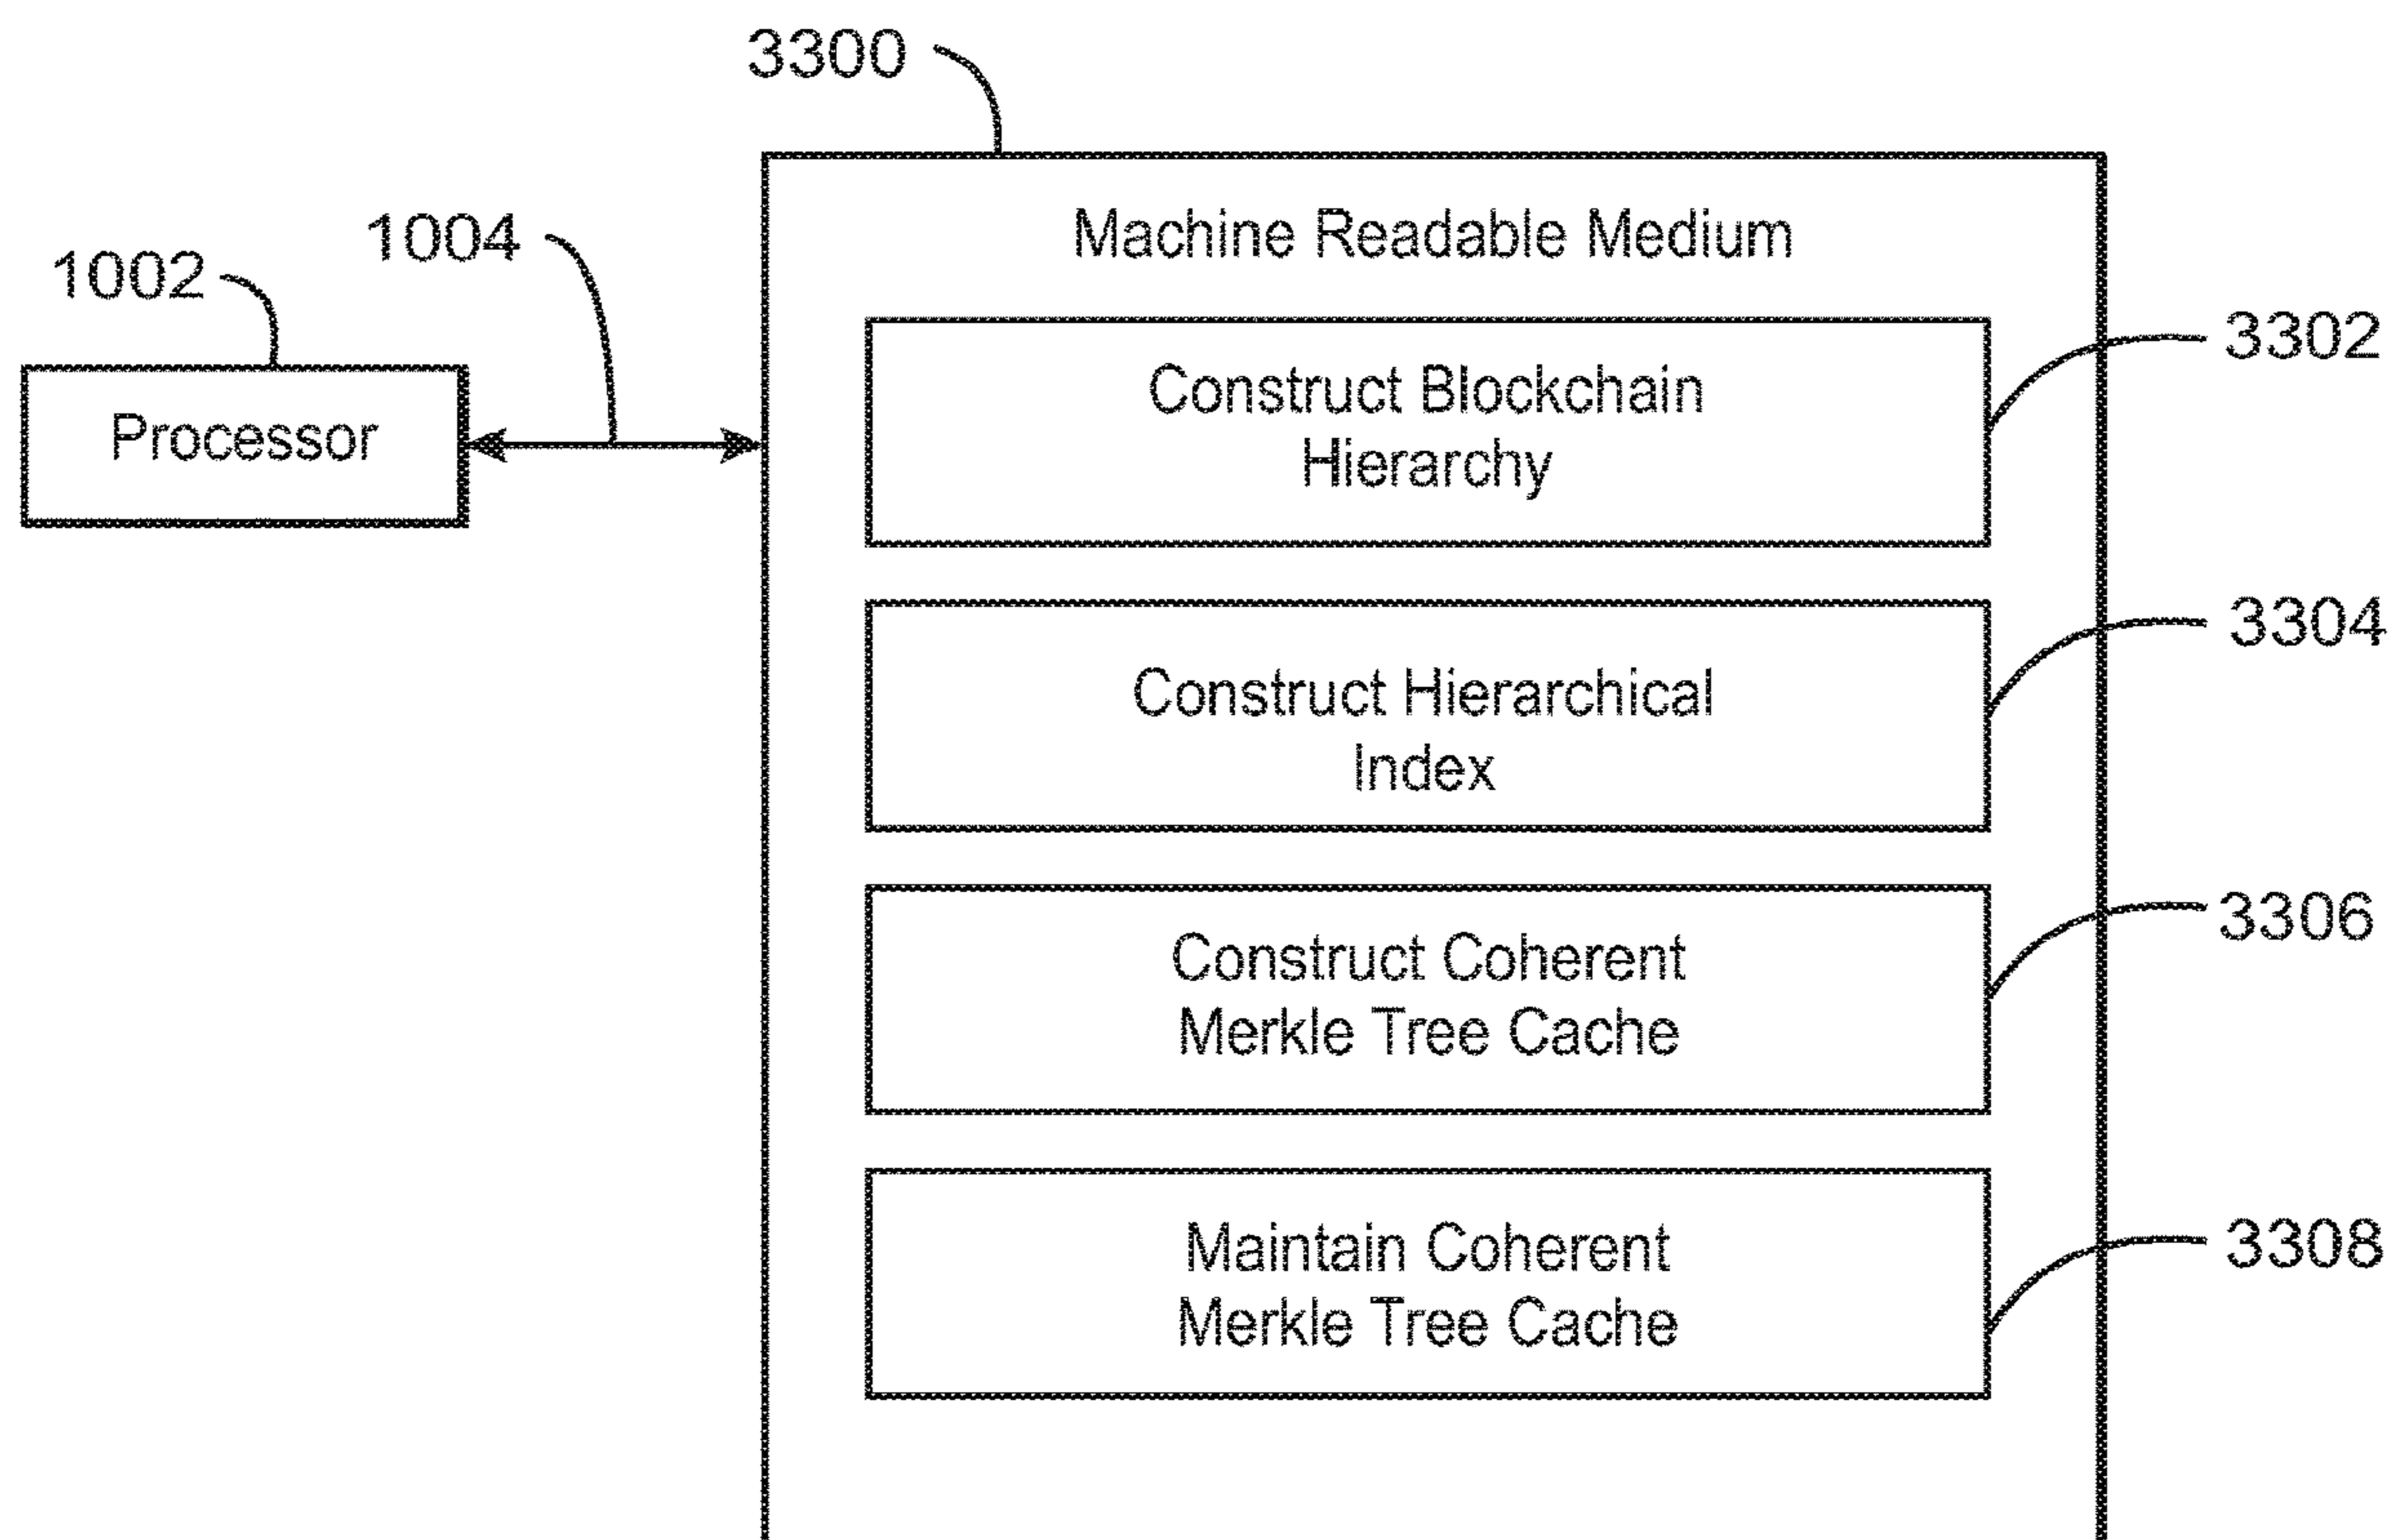 3300
1004
1002
Processor
Machine Readable Medium
Construct Blockchain
Hierarchy
3302
Construct Hierarchical
Index
3304
Construct Coherent
Merkle Tree Cache
3306
Maintain Coherent
Merkle Tree Cache
3308